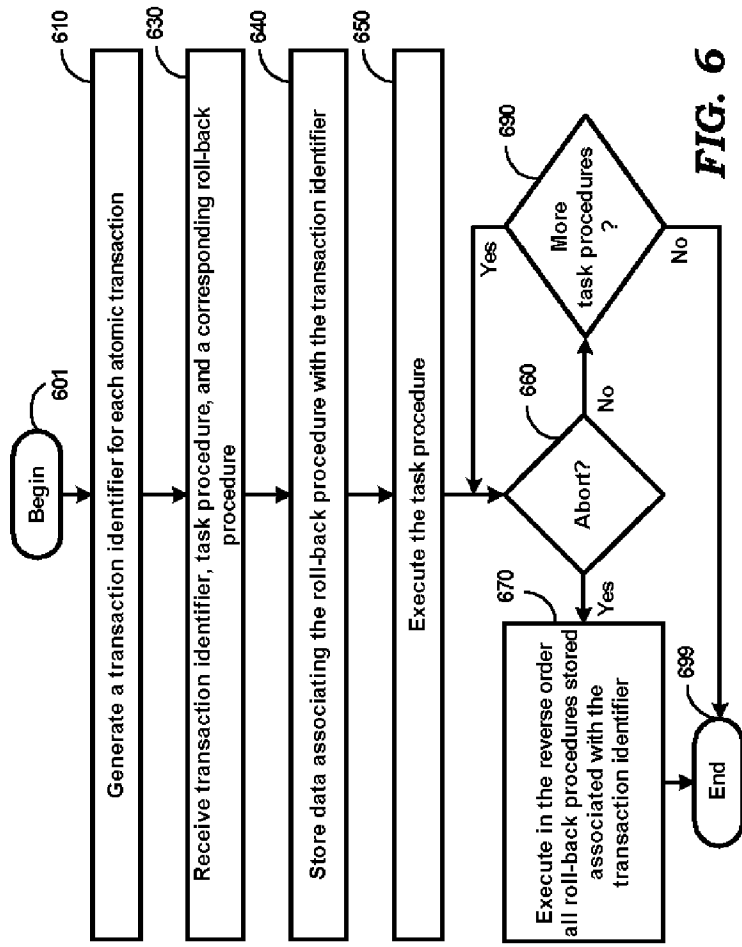 Begin
601
610
Generate a transaction identifier for each atomic transaction
630
Receive transaction identifier, task procedure, and a corresponding roll-back
procedure
640
Store data associating the roll-back procedure with the transaction identifier
650
Execute the task procedure
660
Abort?
Yes
No
690
More
task procedures
?
Yes
No
670
Execute in the reverse order
all roll-back procedures stored
associated with the
transaction identifier
699
End
FIG. 6